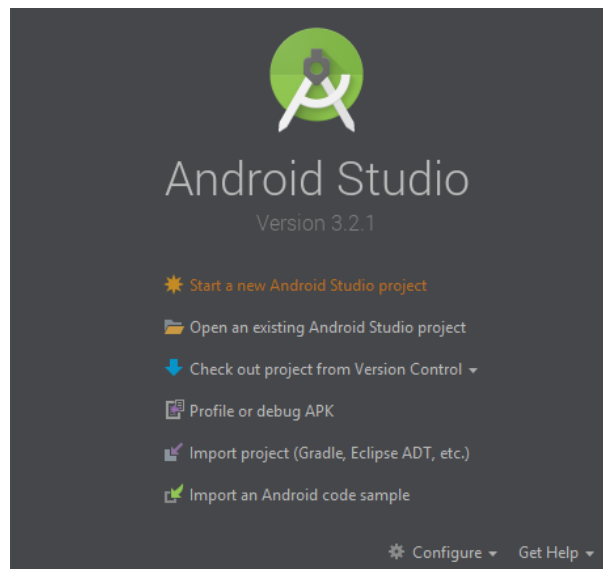 Android Studio
Version 3.2.1
Start a new Android Studio project
Open an existing Android Studio project
Check out project from Version Control
Profile or debug APK
Import project (Gradle, Eclipse ADT, etc.)
Import an Android code sample
Configure Get Help